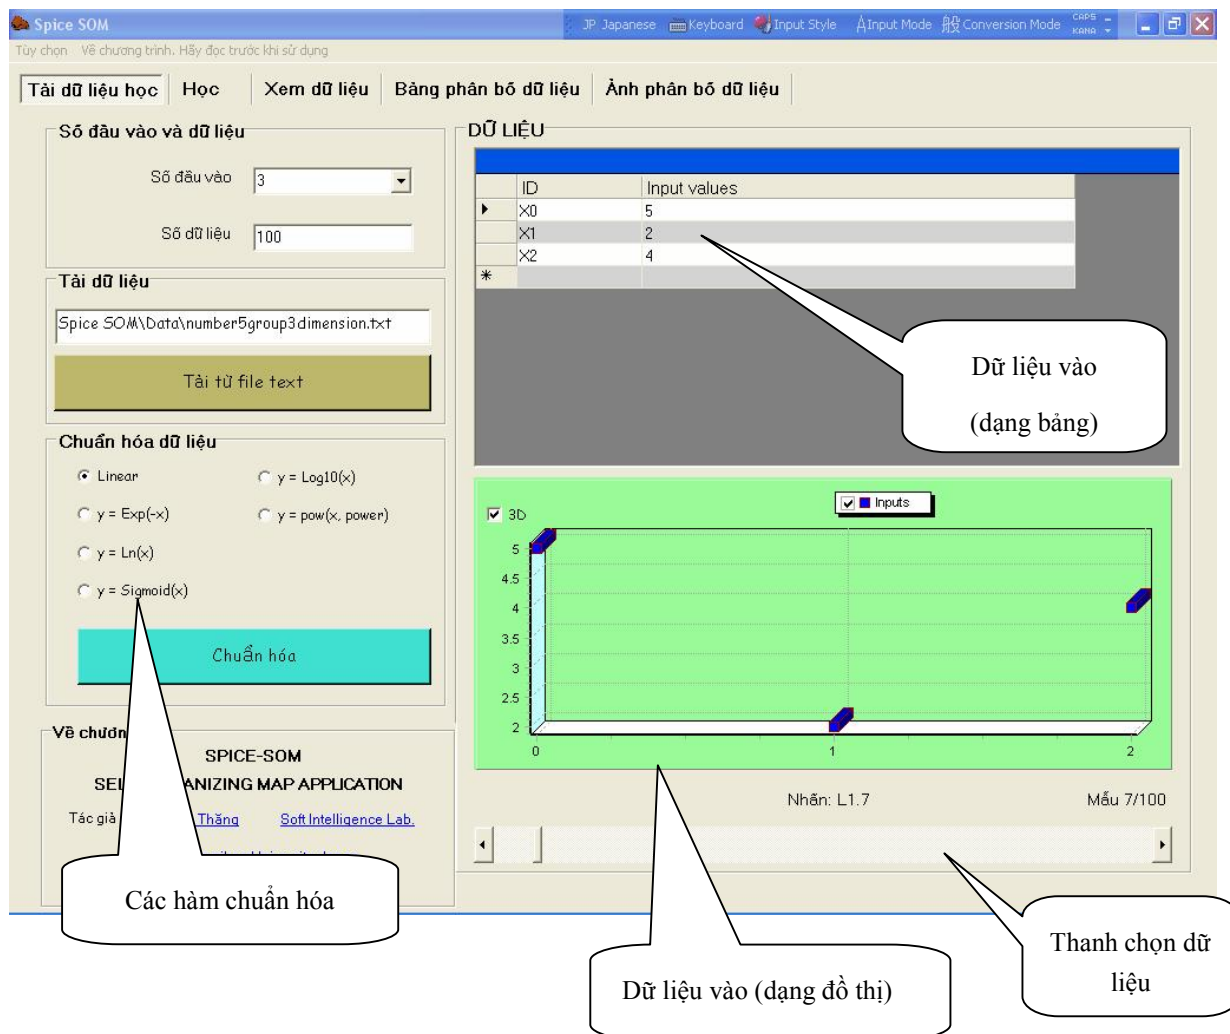 Spice SOM
JP Japanese Keyboard Input Style Input Mode 般 Conversion Mode CAPS KANA
Tùy chọn Về chương trình. Hãy đọc trước khi sử dụng
Tải dữ liệu học Học Xem dữ liệu Bảng phân bố dữ liệu Ảnh phân bố dữ liệu
Số đầu vào và dữ liệu
Số đầu vào 3
Số dữ liệu 100
Tải dữ liệu
Spice SOM\Data\number5group3dimension.txt
Tải từ file text
Chuẩn hóa dữ liệu
Linear y = Log10(x)
y = Exp(-x) y = pow(x, power)
y = Ln(x)
y = Sigmoid(x)
Chuẩn hóa
Về chươn
SPICE-SOM
SEL ANIZING MAP APPLICATION
Tác giả Thăng Soft Intelligence Lab.
Các hàm chuẩn hóa
DỮ LIỆU
ID Input values
X0 5
X1 2
X2 4
*
Dữ liệu vào
(dạng bảng)
Inputs
3D
5
4.5
4
3.5
3
2.5
2
0 1 2
Nhãn: L1.7 Mẫu 7/100
Dữ liệu vào (dạng đồ thị)
Thanh chọn dữ
liệu